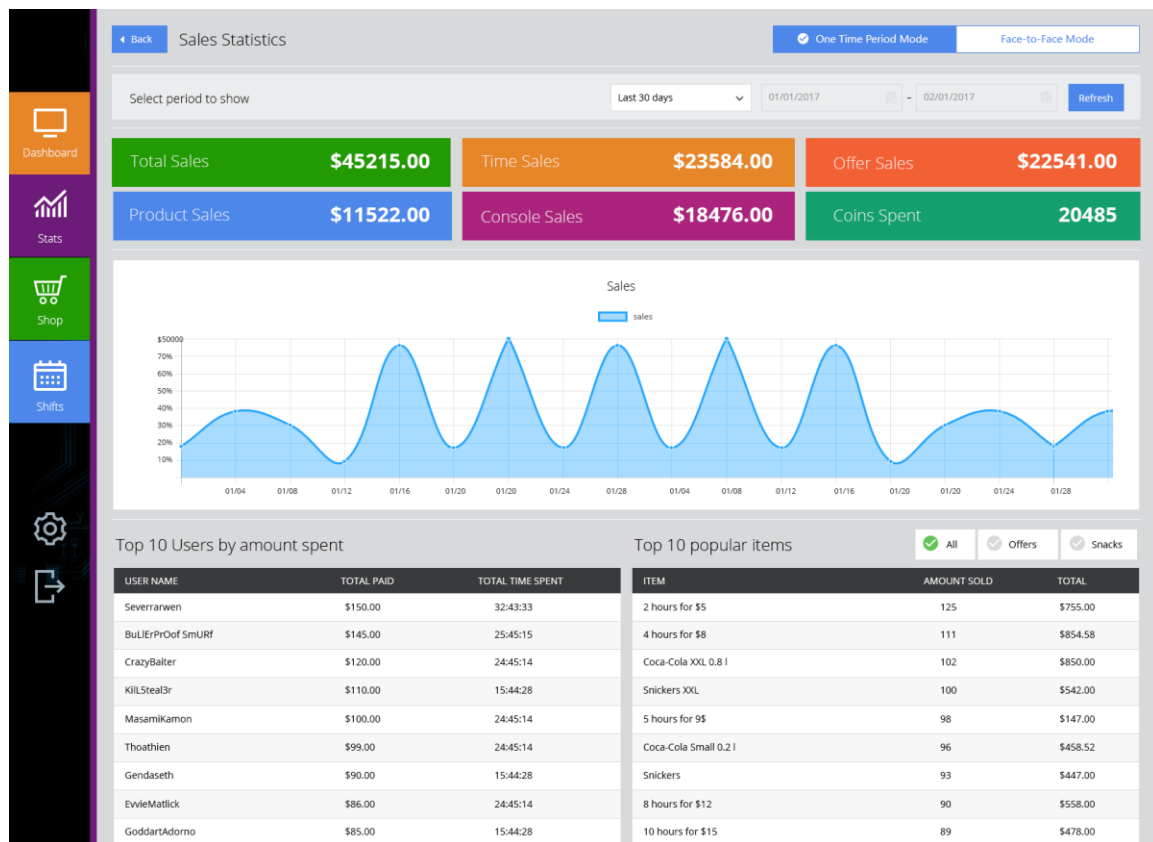 Back Sales Statistics One Time Period Mode Face-to-Face Mode
Select period to show Last 30 days 01/01/2017 - 02/01/2017 Refresh
Dashboard
Stats
Shop
Shifts
Total Sales $45215.00 Time Sales $23584.00 Offer Sales $22541.00
Product Sales $11522.00 Console Sales $18476.00 Coins Spent 20485
Sales
sales
$50000
70%
60%
50%
40%
30%
20%
10%
01/04 01/08 01/12 01/16 01/20 01/20 01/24 01/28 01/04 01/08 01/12 01/16 01/20 01/20 01/24 01/28
Top 10 Users by amount spent
USER NAME TOTAL PAID TOTAL TIME SPENT
Severrarwen $150.00 32:43:33
BuLlErPrOof SmURf $145.00 25:45:15
CrazyBaiter $120.00 24:45:14
KilL5teal3r $110.00 15:44:28
MasamiKamon $100.00 24:45:14
Thoathien $99.00 24:45:14
Gendaseth $90.00 15:44:28
EvvieMatlick $86.00 24:45:14
GoddartAdorno $85.00 15:44:28
Top 10 popular items All Offers Snacks
ITEM AMOUNT SOLD TOTAL
2 hours for $5 125 $755.00
4 hours for $8 111 $854.58
Coca-Cola XXL 0.8 l 102 $850.00
Snickers XXL 100 $542.00
5 hours for 9$ 98 $147.00
Coca-Cola Small 0.2 l 96 $458.52
Snickers 93 $447.00
8 hours for $12 90 $558.00
10 hours for $15 89 $478.00